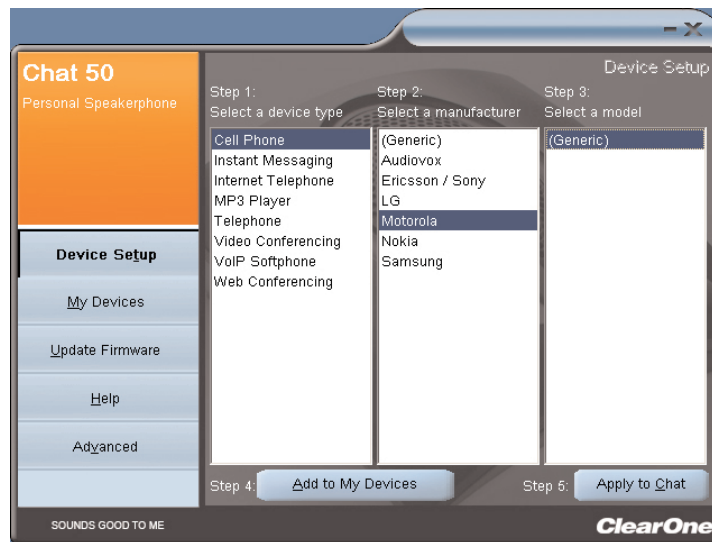 Chat 50
Personal Speakerphone
Device Setup
My Devices
Update Firmware
Help
Advanced
SOUNDS GOOD TO ME
Device Setup
Step 1:
Select a device type
Cell Phone
Instant Messaging
Internet Telephone
MP3 Player
Telephone
Video Conferencing
VoIP Softphone
Web Conferencing
Step 2:
Select a manufacturer
(Generic)
Audiovox
Ericsson / Sony
LG
Motorola
Nokia
Samsung
Step 3:
Select a model
(Generic)
Step 4: Add to My Devices
Step 5: Apply to Chat
ClearOne